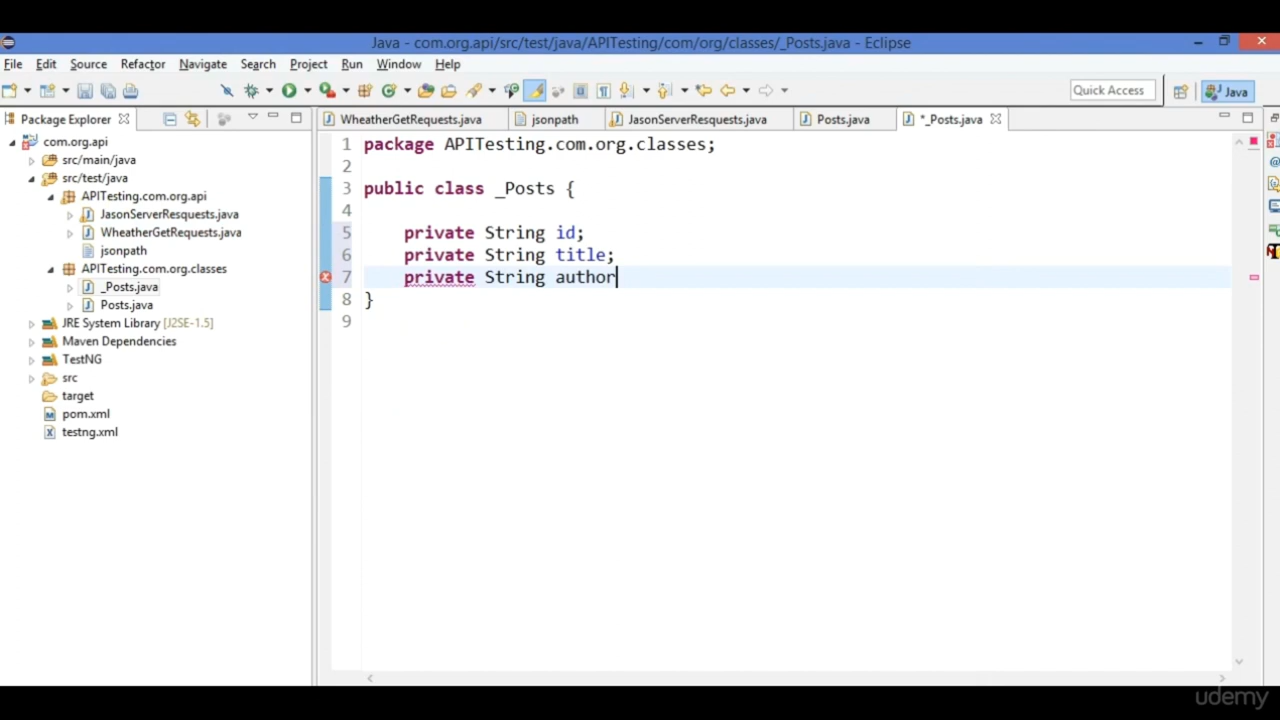 Java - com.org.api/src/test/java/APITesting/com/org/classes/_Posts.java - Eclipse
File Edit Source Refactor Navigate Search Project Run Window Help
Quick Access Java
Package Explorer WheatherGetRequests.java jsonpath JasonServerResquests.java Posts.java *_Posts.java
com.org.api
src/main/java
src/test/java
APITesting.com.org.api
JasonServerResquests.java
WheatherGetRequests.java
jsonpath
APITesting.com.org.classes
_Posts.java
Posts.java
JRE System Library [J2SE-1.5]
Maven Dependencies
TestNG
src
target
pom.xml
testng.xml
1 package APITesting.com.org.classes;
2
3 public class _Posts {
4
5 private String id;
6 private String title;
7 private String author
8 }
9
udemy